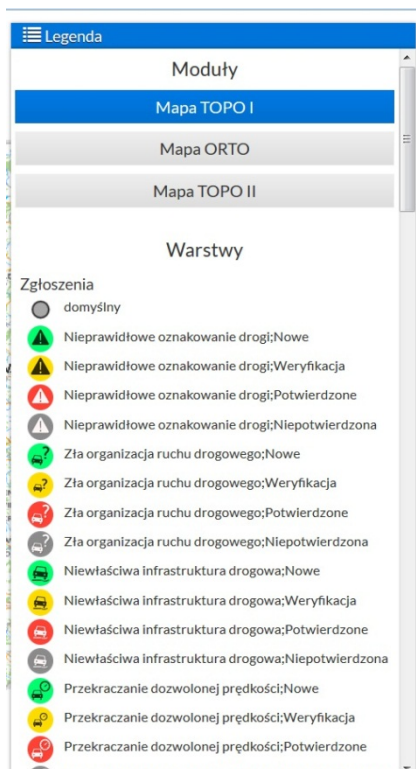 Legenda
Moduły
Mapa TOPO I
Mapa ORTO
Mapa TOPO II
Warstwy
Zgłoszenia
domyślny
Nieprawidłowe oznakowanie drogi;Nowe
Nieprawidłowe oznakowanie drogi;Weryfikacja
Nieprawidłowe oznakowanie drogi;Potwierdzone
Nieprawidłowe oznakowanie drogi;Niepotwierdzona
Zła organizacja ruchu drogowego;Nowe
Zła organizacja ruchu drogowego;Weryfikacja
Zła organizacja ruchu drogowego;Potwierdzone
Zła organizacja ruchu drogowego;Niepotwierdzona
Niewłaściwa infrastruktura drogowa;Nowe
Niewłaściwa infrastruktura drogowa;Weryfikacja
Niewłaściwa infrastruktura drogowa;Potwierdzone
Niewłaściwa infrastruktura drogowa;Niepotwierdzona
Przekraczanie dozwolonej prędkości;Nowe
Przekraczanie dozwolonej prędkości;Weryfikacja
Przekraczanie dozwolonej prędkości;Potwierdzone